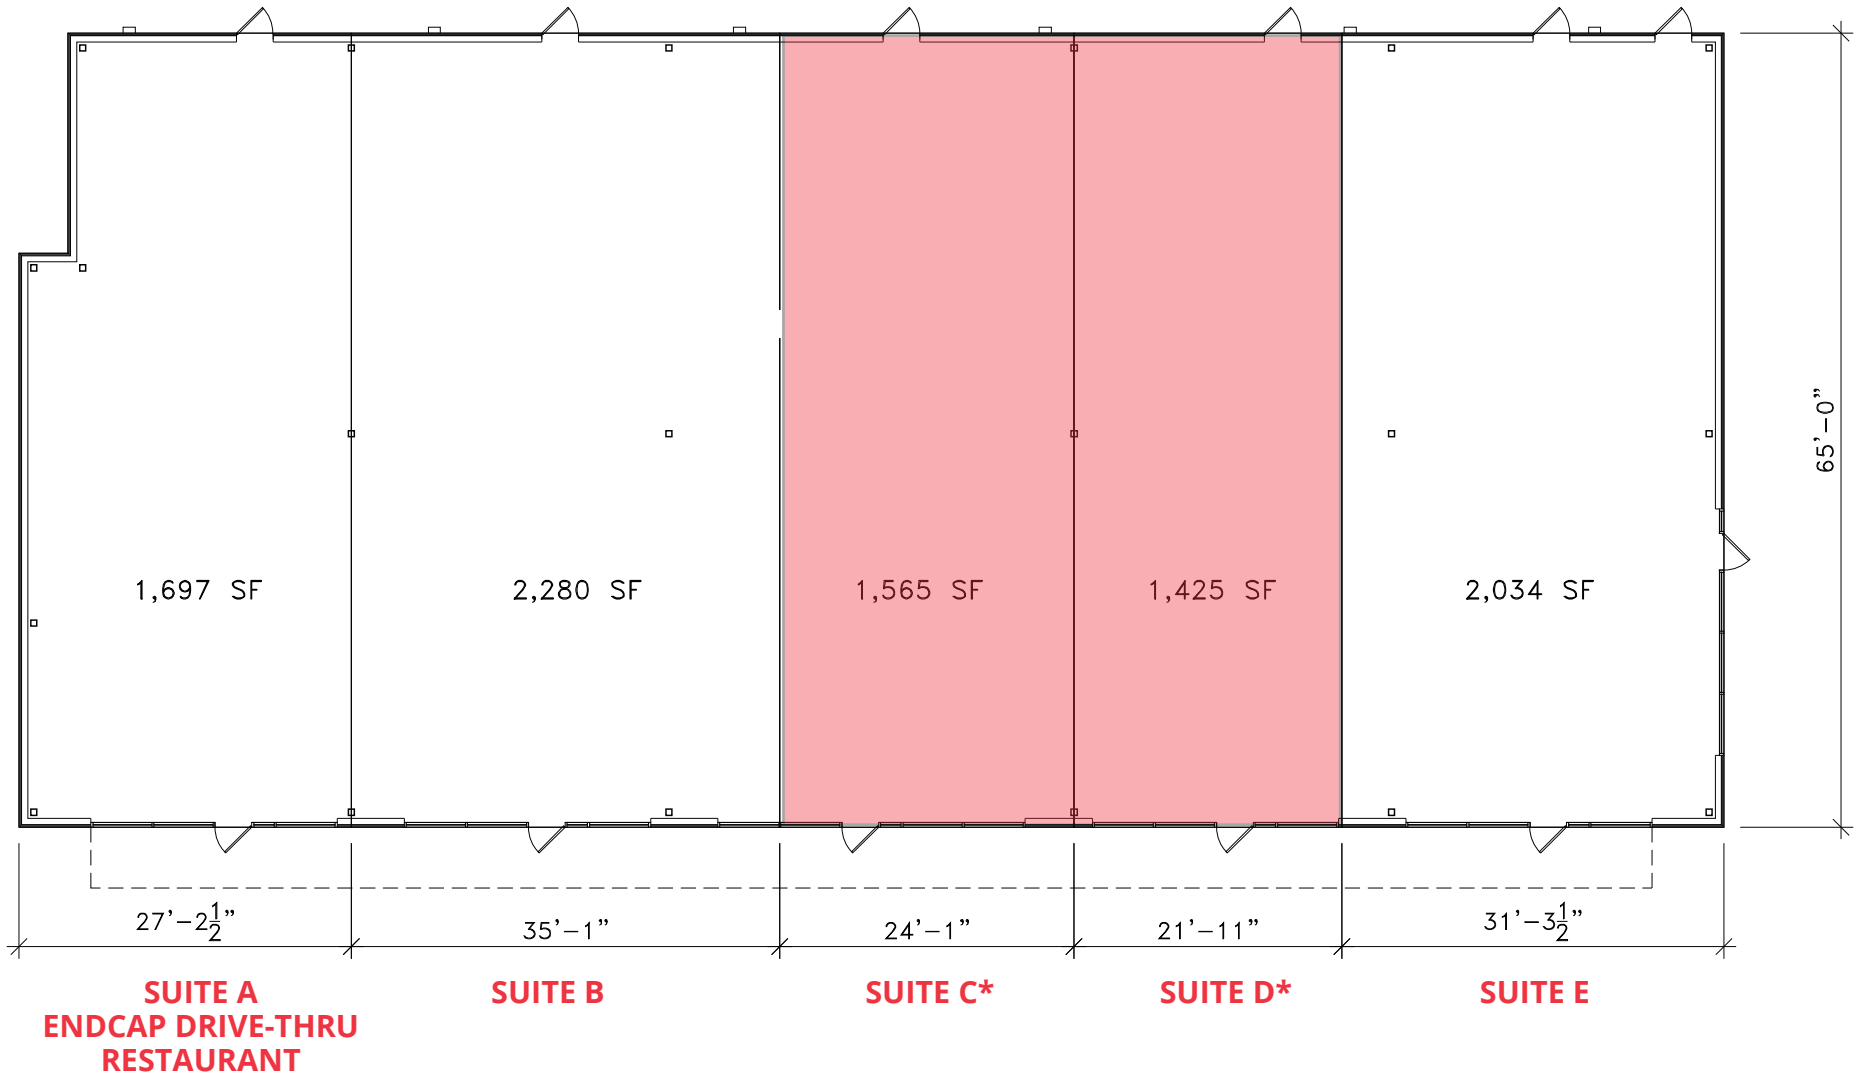 1,697 SF
2,280 SF
1,565 SF
1,425 SF
2,034 SF
65'-0"
27'-2½"
35'-1"
24'-1"
21'-11"
31'-3½"
SUITE A
ENDCAP DRIVE-THRU
RESTAURANT
SUITE B
SUITE C*
SUITE D*
SUITE E